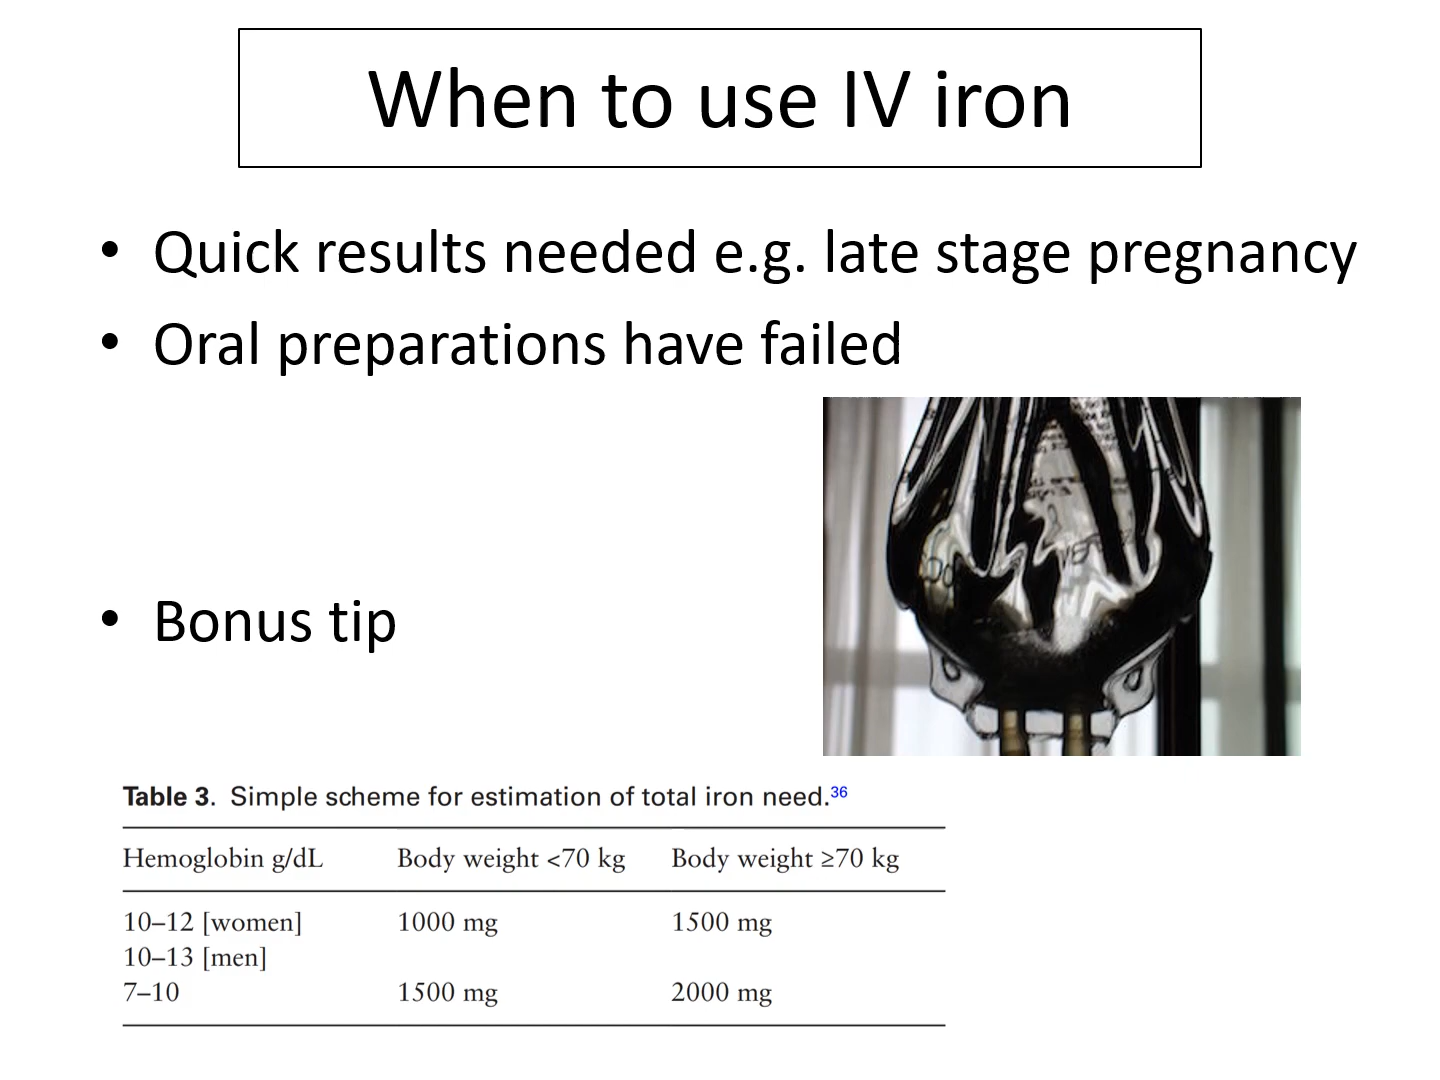 When to use IV iron
• Quick results needed e.g. late stage pregnancy
• Oral preparations have failed
• Bonus tip
Table 3. Simple scheme for estimation of total iron need.36
Hemoglobin g/dL Body weight <70 kg Body weight ≥70 kg
10–12 [women] 1000 mg 1500 mg
10–13 [men]
7–10 1500 mg 2000 mg